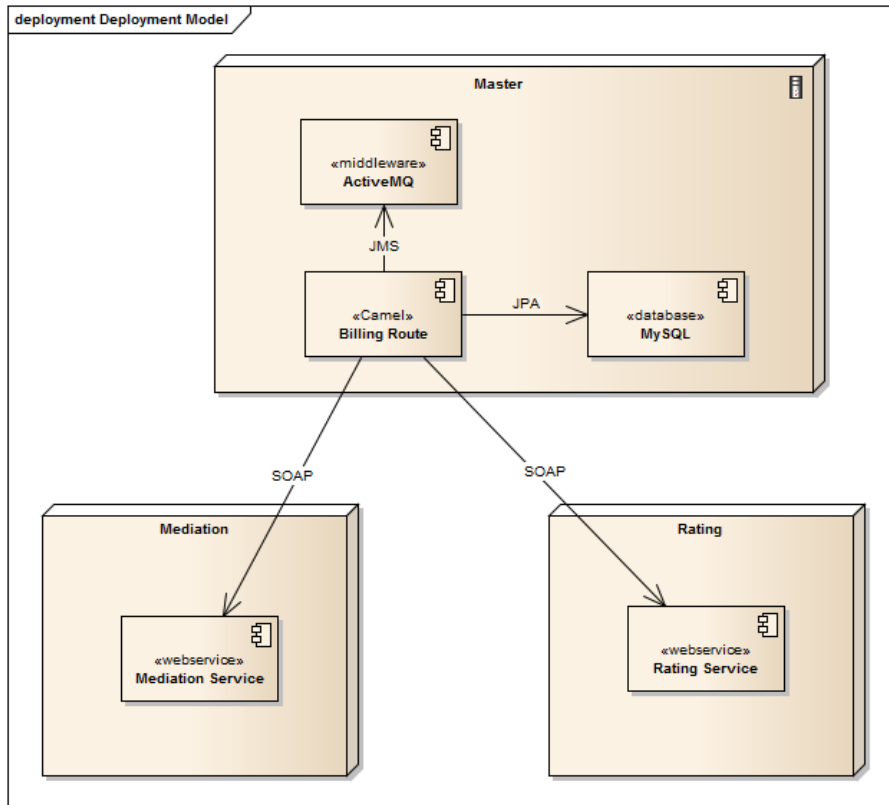 deployment Deployment Model
Master
«middleware»
ActiveMQ
JMS
«Camel»
Billing Route
JPA
«database»
MySQL
SOAP
SOAP
Mediation
Rating
«webservice»
Mediation Service
«webservice»
Rating Service